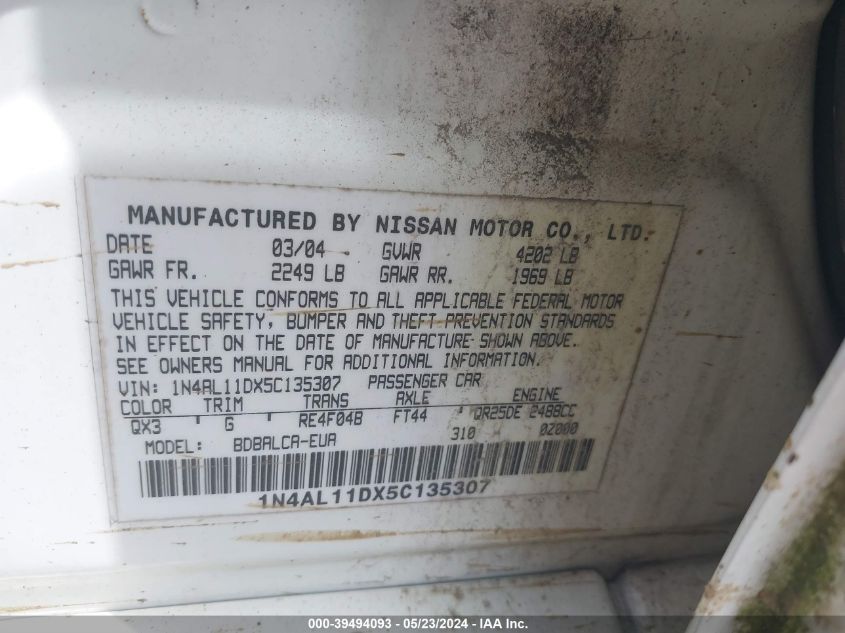 MANUFACTURED BY NISSAN MOTOR CO., LTD.
DATE 03/04 GVWR 4202 LB
GAWR FR. 2249 LB GAWR RR. 1969 LB
THIS VEHICLE CONFORMS TO ALL APPLICABLE FEDERAL MOTOR
VEHICLE SAFETY, BUMPER AND THEFT PREVENTION STANDARDS
IN EFFECT ON THE DATE OF MANUFACTURE SHOWN ABOVE.
SEE OWNERS MANUAL FOR ADDITIONAL INFORMATION.
VIN: 1N4AL11DX5C135307 PASSENGER CAR
COLOR TRIM TRANS AXLE ENGINE
QX3 G RE4F04B FT44 QR25DE 2488CC
MODEL: BDBALCA-EUA 310 0Z000
1N4AL11DX5C135307
000-39494093 - 05/23/2024 - IAA Inc.